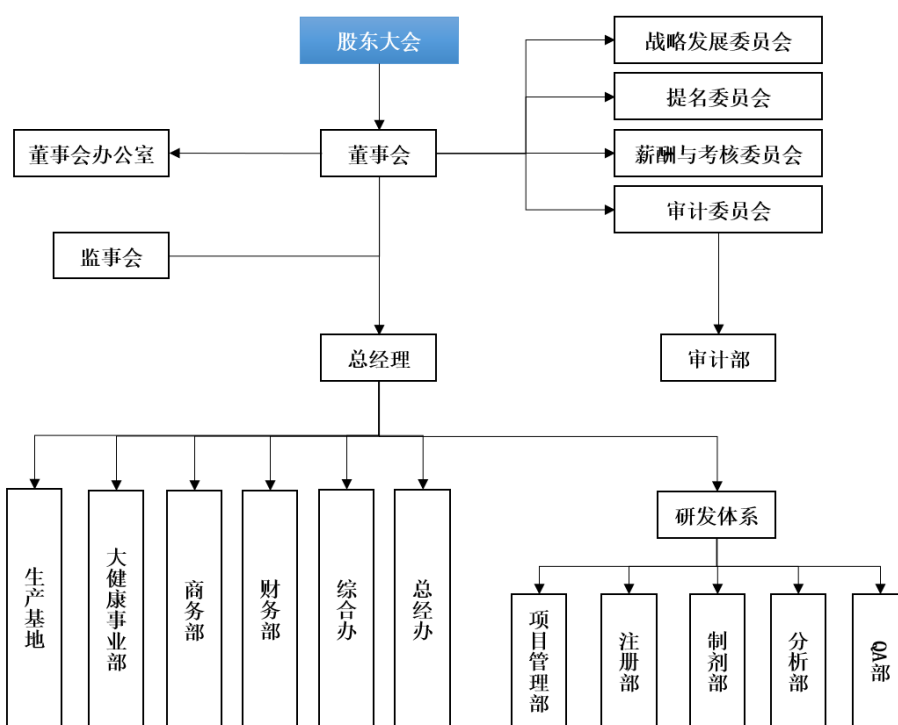 股东大会
战略发展委员会
提名委员会
董事会办公室
董事会
薪酬与考核委员会
审计委员会
监事会
总经理
审计部
生产基地
大健康事业部
商务部
财务部
综合办
总经办
研发体系
项目管理部
注册部
制剂部
分析部
QA部